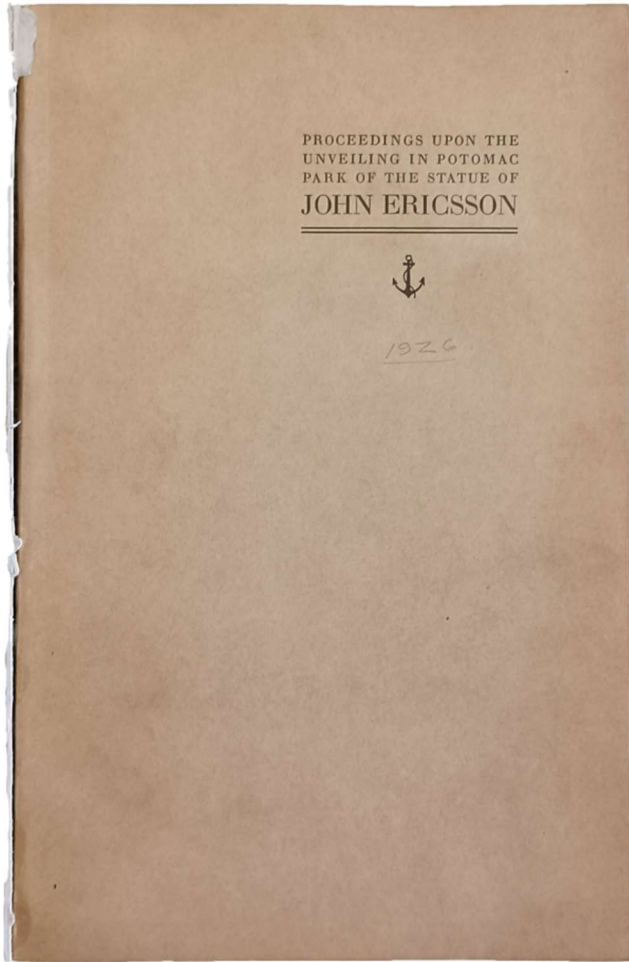 PROCEEDINGS UPON THE
UNVEILING IN POTOMAC
PARK OF THE STATUE OF
JOHN ERICSSON
1926